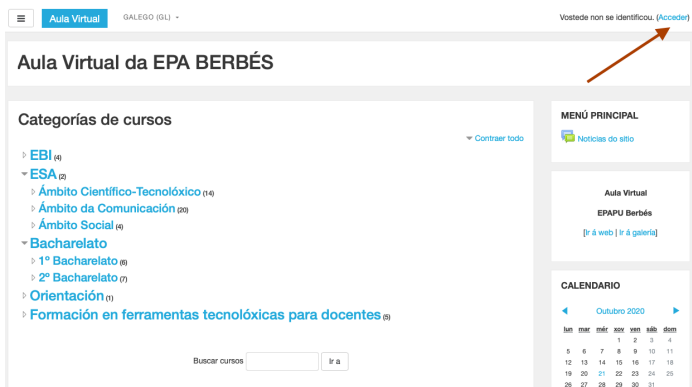 Aula Virtual
GALEGO (GL)
Vostede non se identificou. (Acceder)
Aula Virtual da EPA BERBÉS
Categorías de cursos
Contraer todo
EBI (4)
ESA (2)
Ámbito Científico-Tecnolóxico (14)
Ámbito da Comunicación (20)
Ámbito Social (4)
Bacharelato
1º Bacharelato (6)
2º Bacharelato (7)
Orientación (1)
Formación en ferramentas tecnolóxicas para docentes (5)
Buscar cursos
Ir a
MENÚ PRINCIPAL
Noticias do sitio
Aula Virtual
EPAPU Berbés
[Ir á web | Ir á galería]
CALENDARIO
Outubro 2020
lun mar mér xov ven sáb dom
1 2 3 4
5 6 7 8 9 10 11
12 13 14 15 16 17 18
19 20 21 22 23 24 25
26 27 28 29 30 31